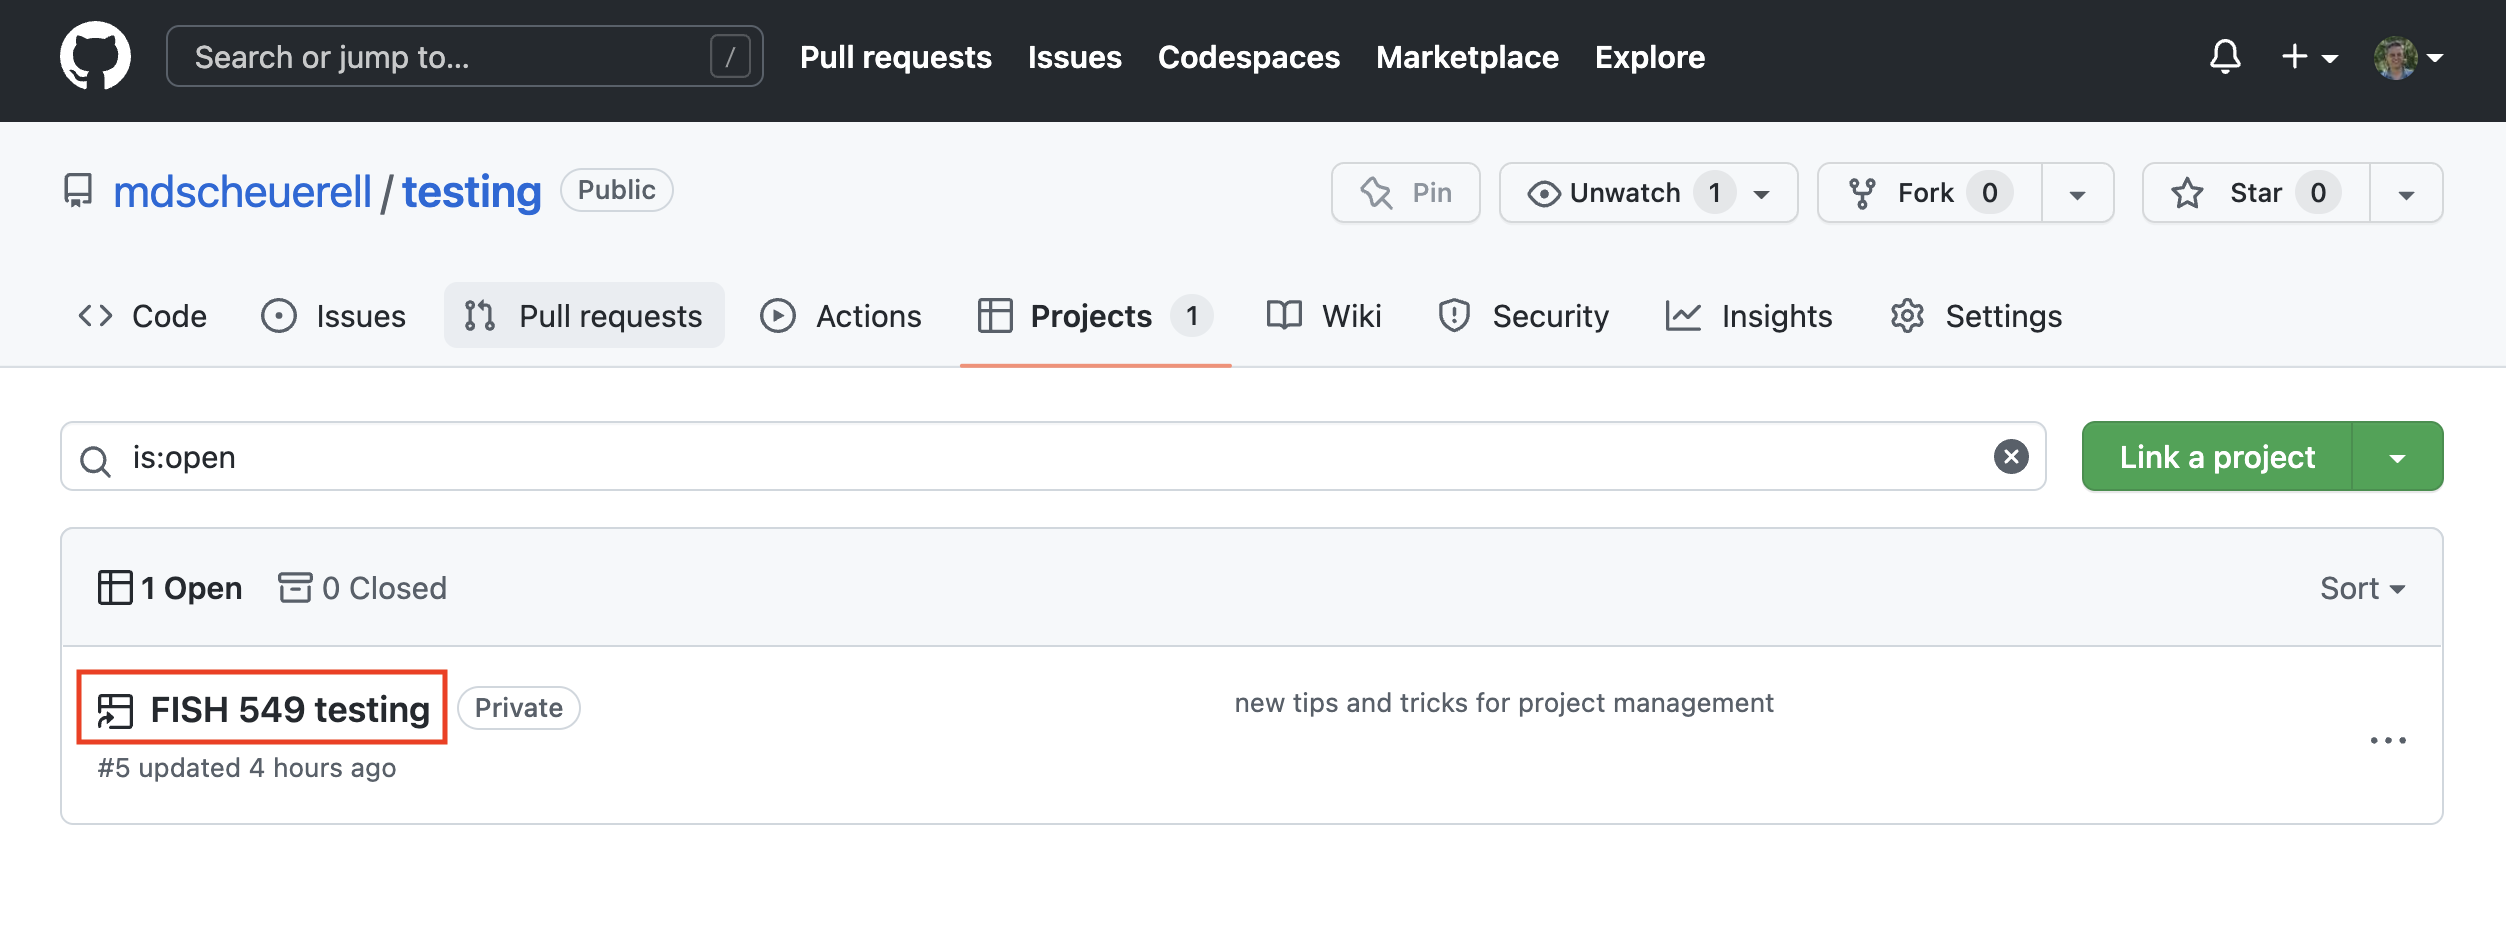 Search or jump to... / Pull requests Issues Codespaces Marketplace Explore
mdscheuerell / testing Public Pin Unwatch 1 Fork 0 Star 0
Code Issues Pull requests Actions Projects 1 Wiki Security Insights Settings
is:open Link a project
1 Open 0 Closed Sort
FISH 549 testing Private new tips and tricks for project management
#5 updated 4 hours ago